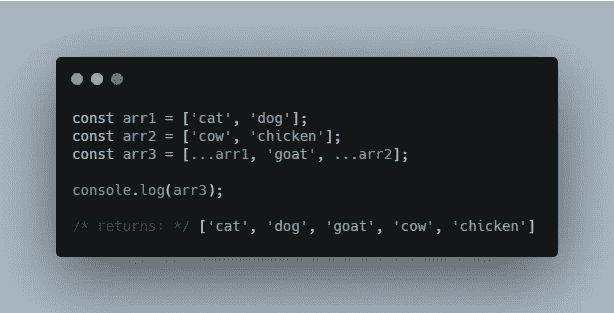 const arr1 = ['cat', 'dog'];
const arr2 = ['cow', 'chicken'];
const arr3 = [...arr1, 'goat', ...arr2];
console.log(arr3);
/* returns: */ ['cat', 'dog', 'goat', 'cow', 'chicken']